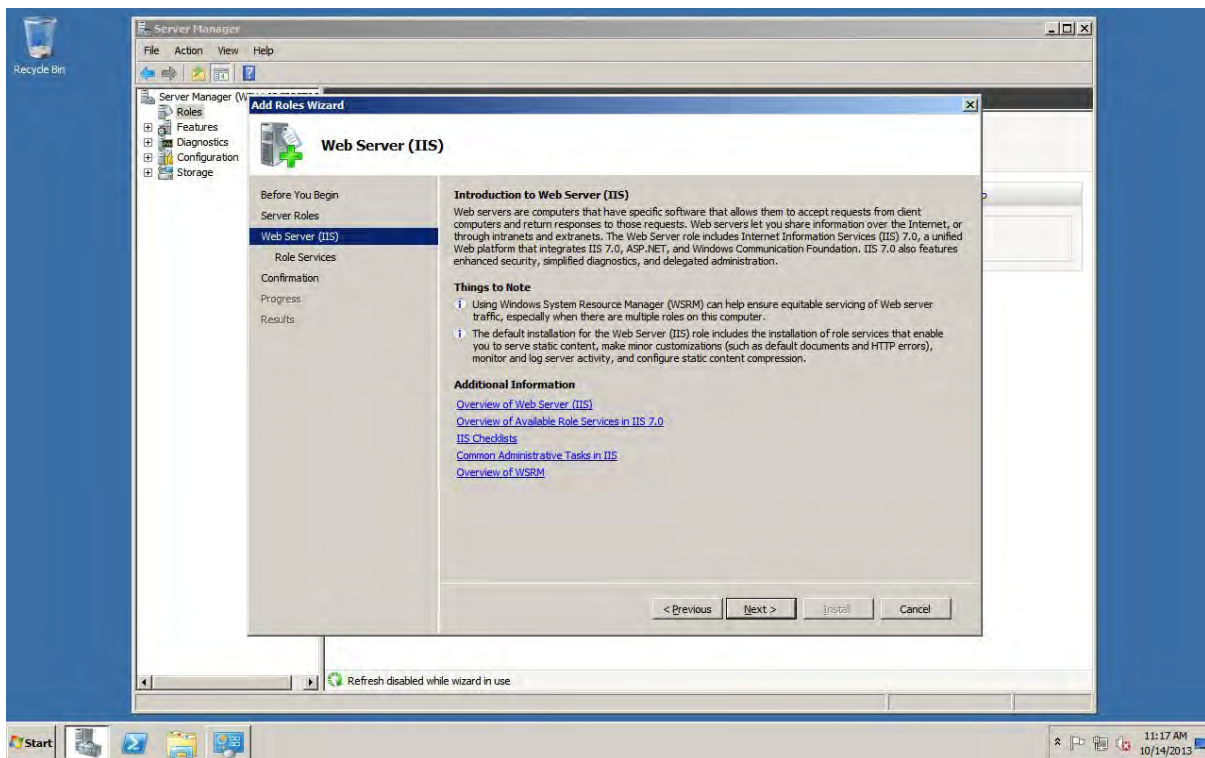 Recycle Bin
Server Manager
File Action View Help
Server Manager
Roles
Features
Diagnostics
Configuration
Storage
Add Roles Wizard
Web Server (IIS)
Before You Begin
Server Roles
Web Server (IIS)
Role Services
Confirmation
Progress
Results
Introduction to Web Server (IIS)
Web servers are computers that have specific software that allows them to accept requests from client
computers and return responses to those requests. Web servers let you share information over the Internet, or
through intranets and extranets. The Web Server role includes Internet Information Services (IIS) 7.0, a unified
Web platform that integrates IIS 7.0, ASP.NET, and Windows Communication Foundation. IIS 7.0 also features
enhanced security, simplified diagnostics, and delegated administration.
Things to Note
Using Windows System Resource Manager (WSRM) can help ensure equitable servicing of Web server
traffic, especially when there are multiple roles on this computer.
The default installation for the Web Server (IIS) role includes the installation of role services that enable
you to serve static content, make minor customizations (such as default documents and HTTP errors),
monitor and log server activity, and configure static content compression.
Additional Information
Overview of Web Server (IIS)
Overview of Available Role Services in IIS 7.0
IIS Checklists
Common Administrative Tasks in IIS
Overview of WSRM
< Previous Next > Install Cancel
Refresh disabled while wizard in use
Start
11:17 AM
10/14/2013